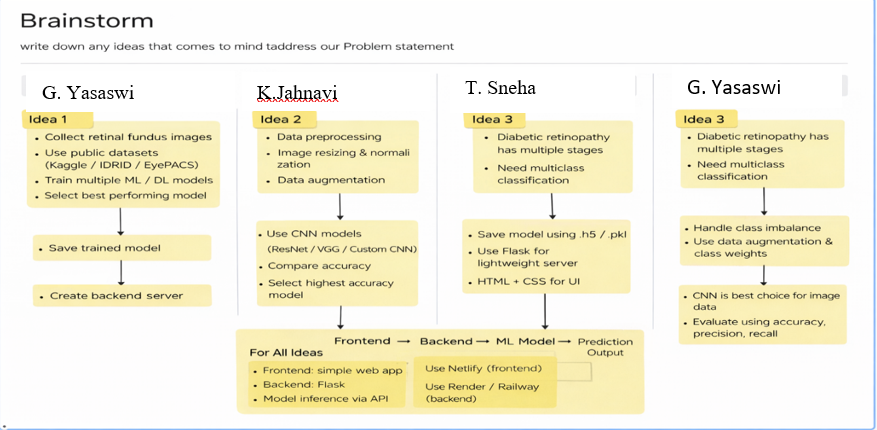 Brainstorm
write down any ideas that comes to mind taddress our Problem statement
G. Yasaswi
Idea 1
• Collect retinal fundus images
• Use public datasets
(Kaggle / IDRID / EyePACS)
• Train multiple ML / DL models
• Select best performing model
• Save trained model
• Create backend server
K.Jahnavi
Idea 2
• Data preprocessing
• Image resizing & normali
zation
• Data augmentation
• Use CNN models
(ResNet / VGG / Custom CNN)
• Compare accuracy
• Select highest accuracy
model
T. Sneha
Idea 3
• Diabetic retinopathy
has multiple stages
• Need multiclass
classification
• Save model using .h5 / .pkl
• Use Flask for
lightweight server
• HTML + CSS for UI
G. Yasaswi
Idea 3
• Diabetic retinopathy has
multiple stages
• Need multiclass
classification
• Handle class imbalance
• Use data augmentation &
class weights
• CNN is best choice for image
data
• Evaluate using accuracy,
precision, recall
Frontend → Backend → ML Model → Prediction
Output
For All Ideas
• Frontend: simple web app
• Backend: Flask
• Model inference via API
Use Netlify (frontend)
Use Render / Railway
(backend)